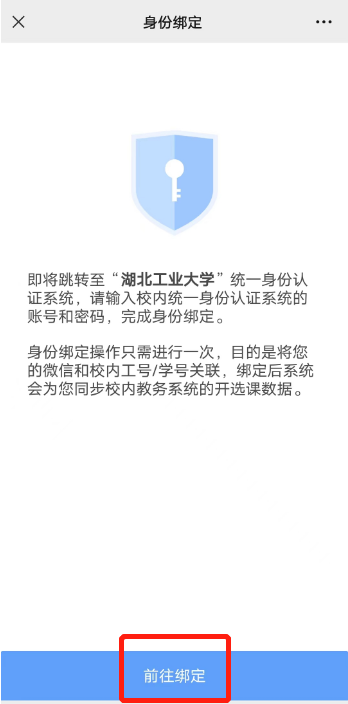 身份绑定
即将跳转至“湖北工业大学”统一身份认
证系统，请输入校内统一身份认证系统的
账号和密码，完成身份绑定。
身份绑定操作只需进行一次，目的是将您
的微信和校内工号/学号关联，绑定后系统
会为您同步校内教务系统的开选课数据。
前往绑定